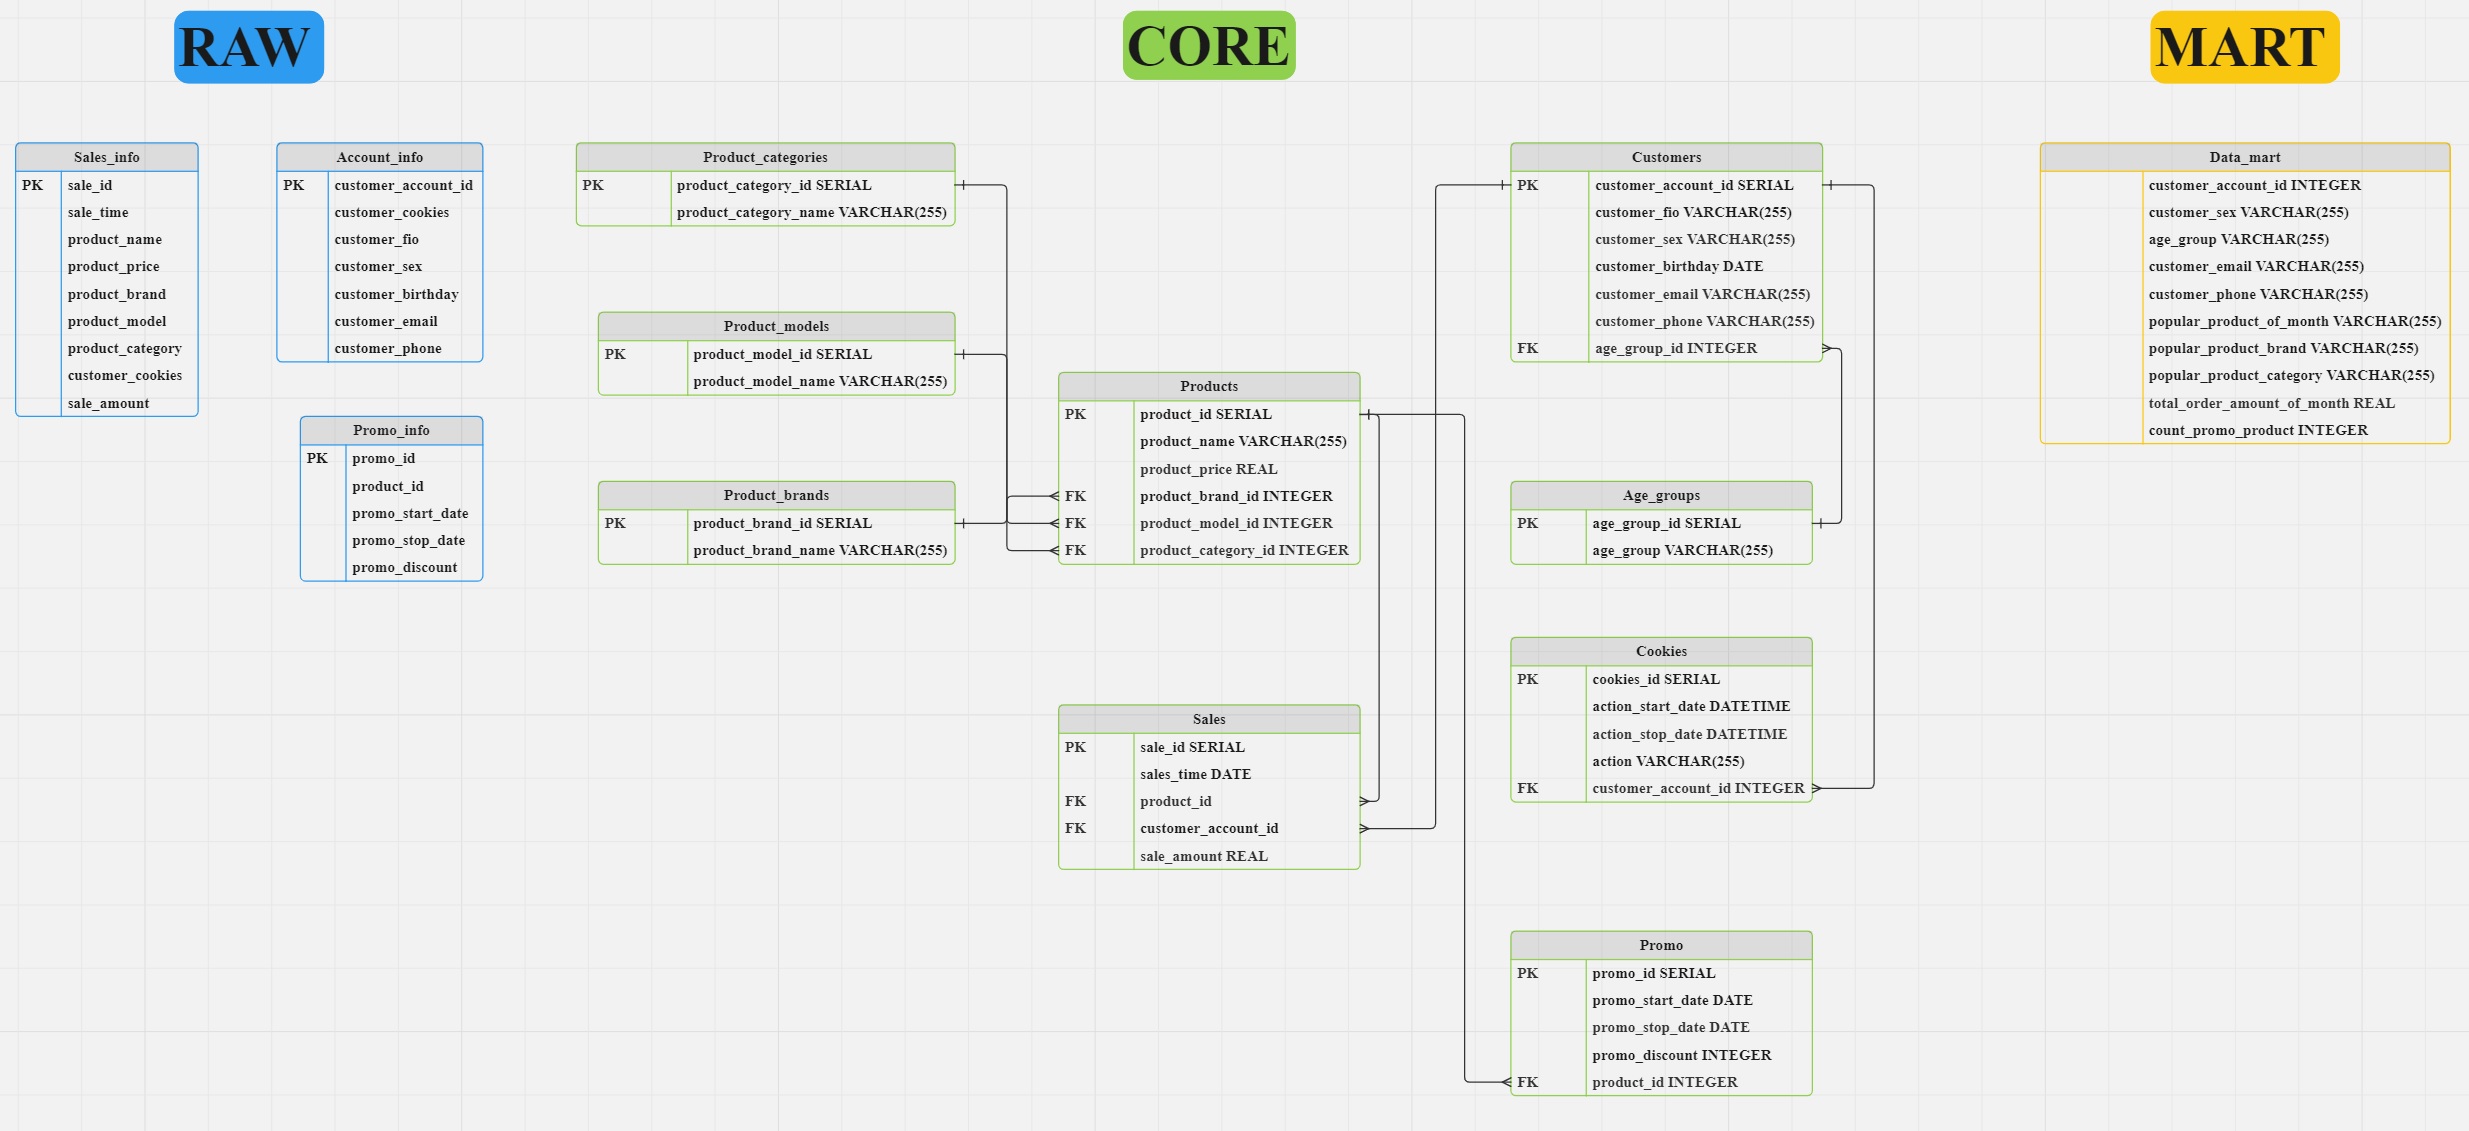 RAW
CORE
MART
Sales_info
PK sale_id
sale_time
product_name
product_price
product_brand
product_model
product_category
customer_cookies
sale_amount
Account_info
PK customer_account_id
customer_cookies
customer_fio
customer_sex
customer_birthday
customer_email
customer_phone
Promo_info
PK promo_id
product_id
promo_start_date
promo_stop_date
promo_discount
Product_categories
PK product_category_id SERIAL
product_category_name VARCHAR(255)
Product_models
PK product_model_id SERIAL
product_model_name VARCHAR(255)
Product_brands
PK product_brand_id SERIAL
product_brand_name VARCHAR(255)
Products
PK product_id SERIAL
product_name VARCHAR(255)
product_price REAL
FK product_brand_id INTEGER
FK product_model_id INTEGER
FK product_category_id INTEGER
Sales
PK sale_id SERIAL
sales_time DATE
FK product_id
FK customer_account_id
sale_amount REAL
Customers
PK customer_account_id SERIAL
customer_fio VARCHAR(255)
customer_sex VARCHAR(255)
customer_birthday DATE
customer_email VARCHAR(255)
customer_phone VARCHAR(255)
FK age_group_id INTEGER
Age_groups
PK age_group_id SERIAL
age_group VARCHAR(255)
Cookies
PK cookies_id SERIAL
action_start_date DATETIME
action_stop_date DATETIME
action VARCHAR(255)
FK customer_account_id INTEGER
Promo
PK promo_id SERIAL
promo_start_date DATE
promo_stop_date DATE
promo_discount INTEGER
FK product_id INTEGER
Data_mart
customer_account_id INTEGER
customer_sex VARCHAR(255)
age_group VARCHAR(255)
customer_email VARCHAR(255)
customer_phone VARCHAR(255)
popular_product_of_month VARCHAR(255)
popular_product_brand VARCHAR(255)
popular_product_category VARCHAR(255)
total_order_amount_of_month REAL
count_promo_product INTEGER